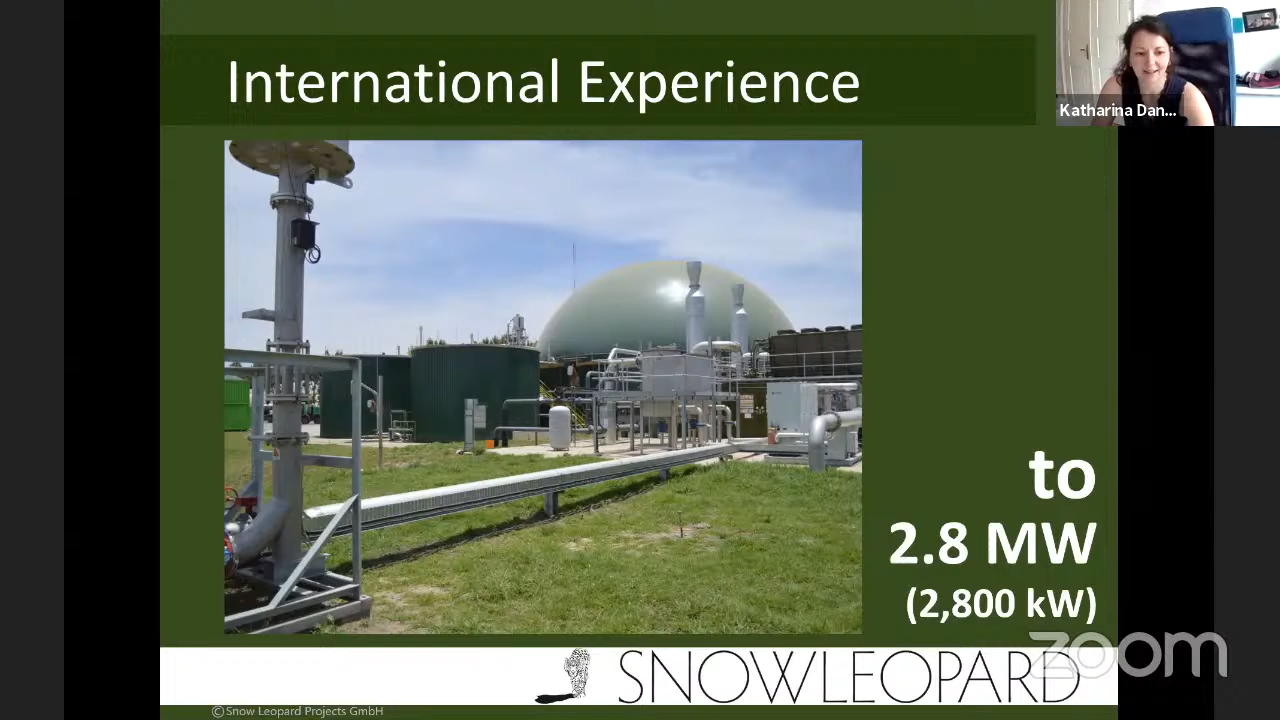 International Experience
Katharina Dan...
to
2.8 MW
(2,800 kW)
zoom
SNOWLEOPARD
©Snow Leopard Projects GmbH